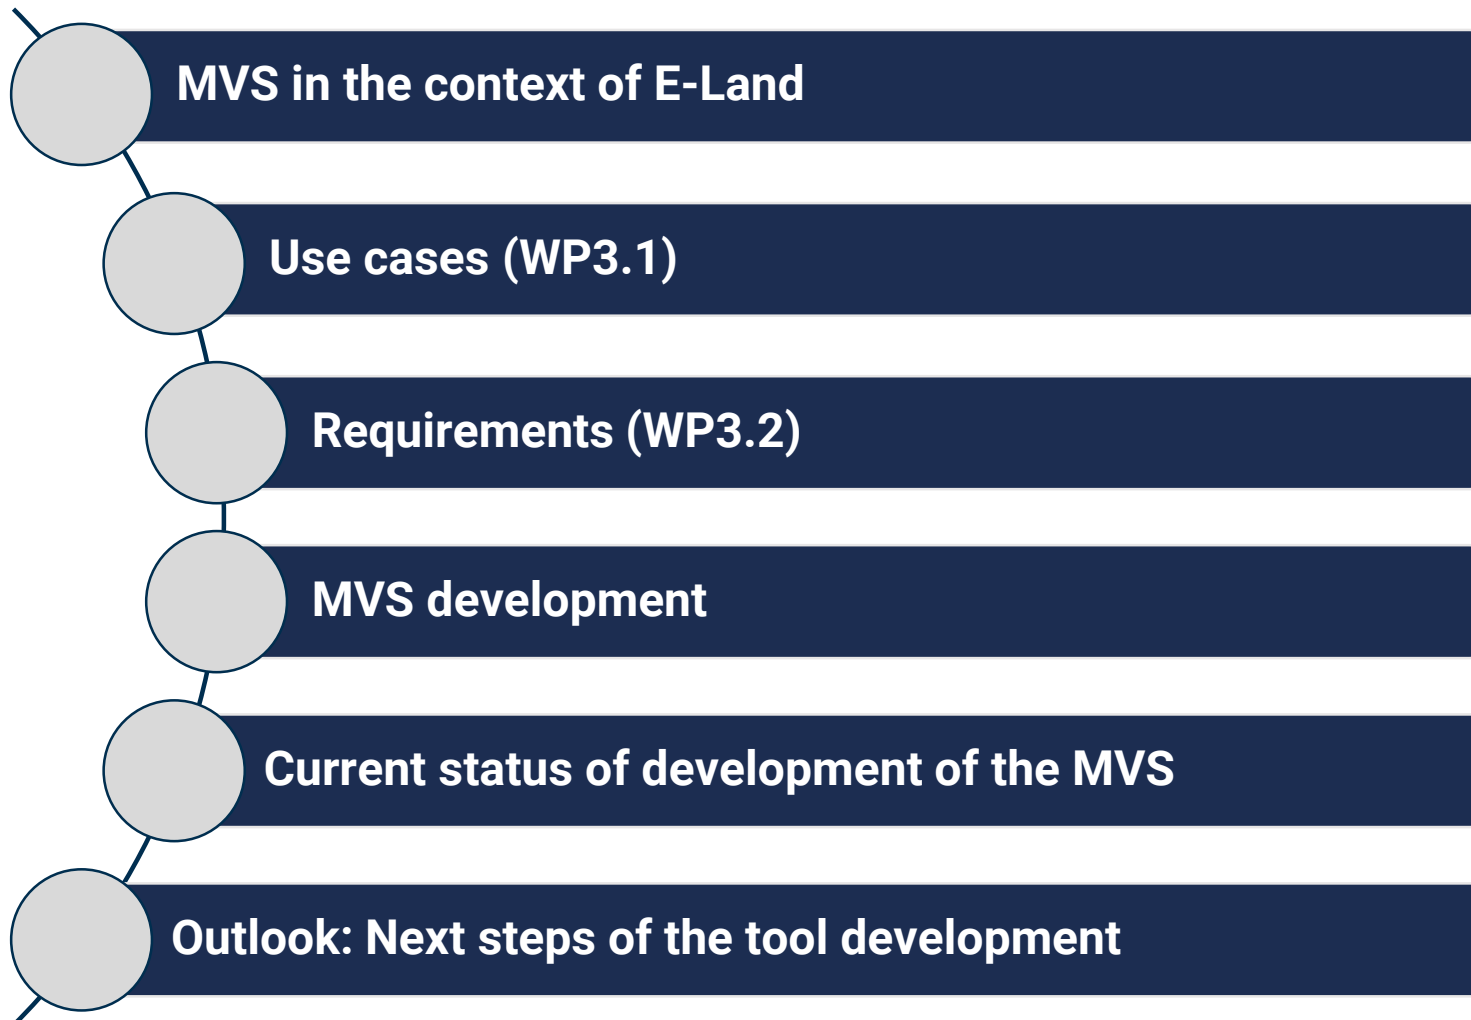 MVS in the context of E-Land
Use cases (WP3.1)
Requirements (WP3.2)
MVS development
Current status of development of the MVS
Outlook: Next steps of the tool development